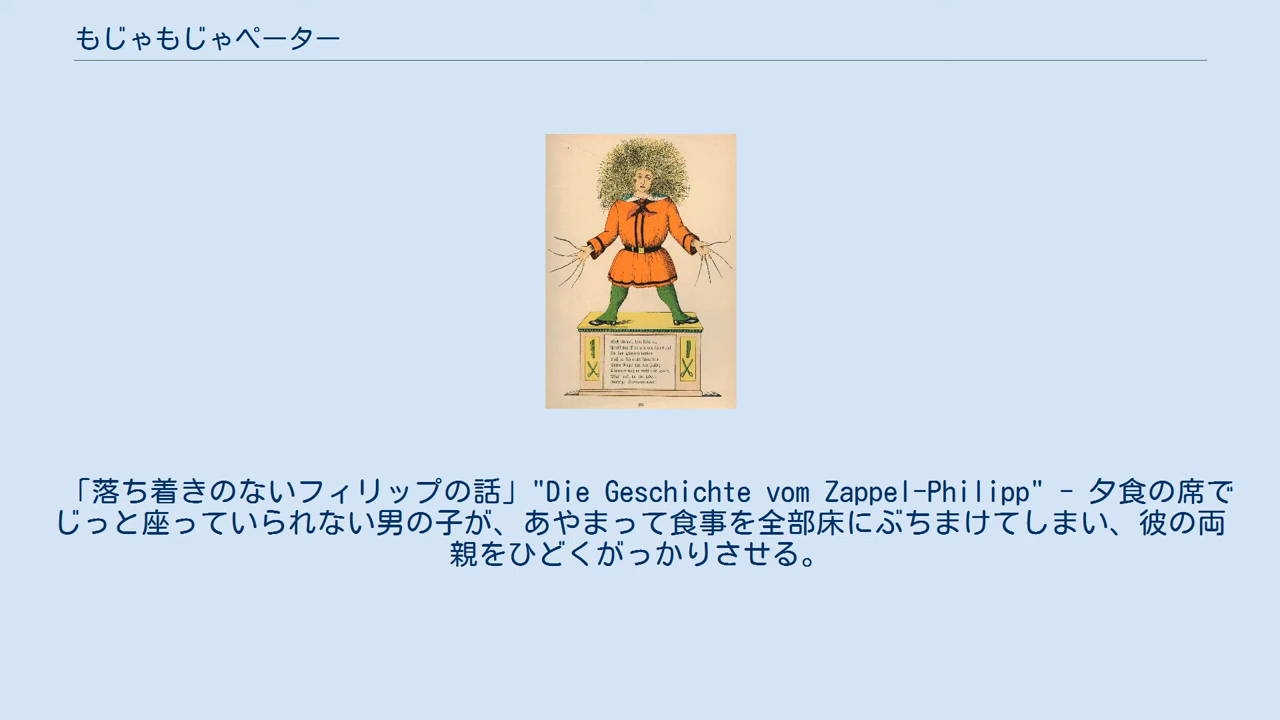 もじゃもじゃペーター
「落ち着きのないフィリップの話」"Die Geschichte vom Zappel-Philipp" - 夕食の席で
じっと座っていられない男の子が、あやまって食事を全部床にぶちまけてしまい、彼の両
親をひどくがっかりさせる。